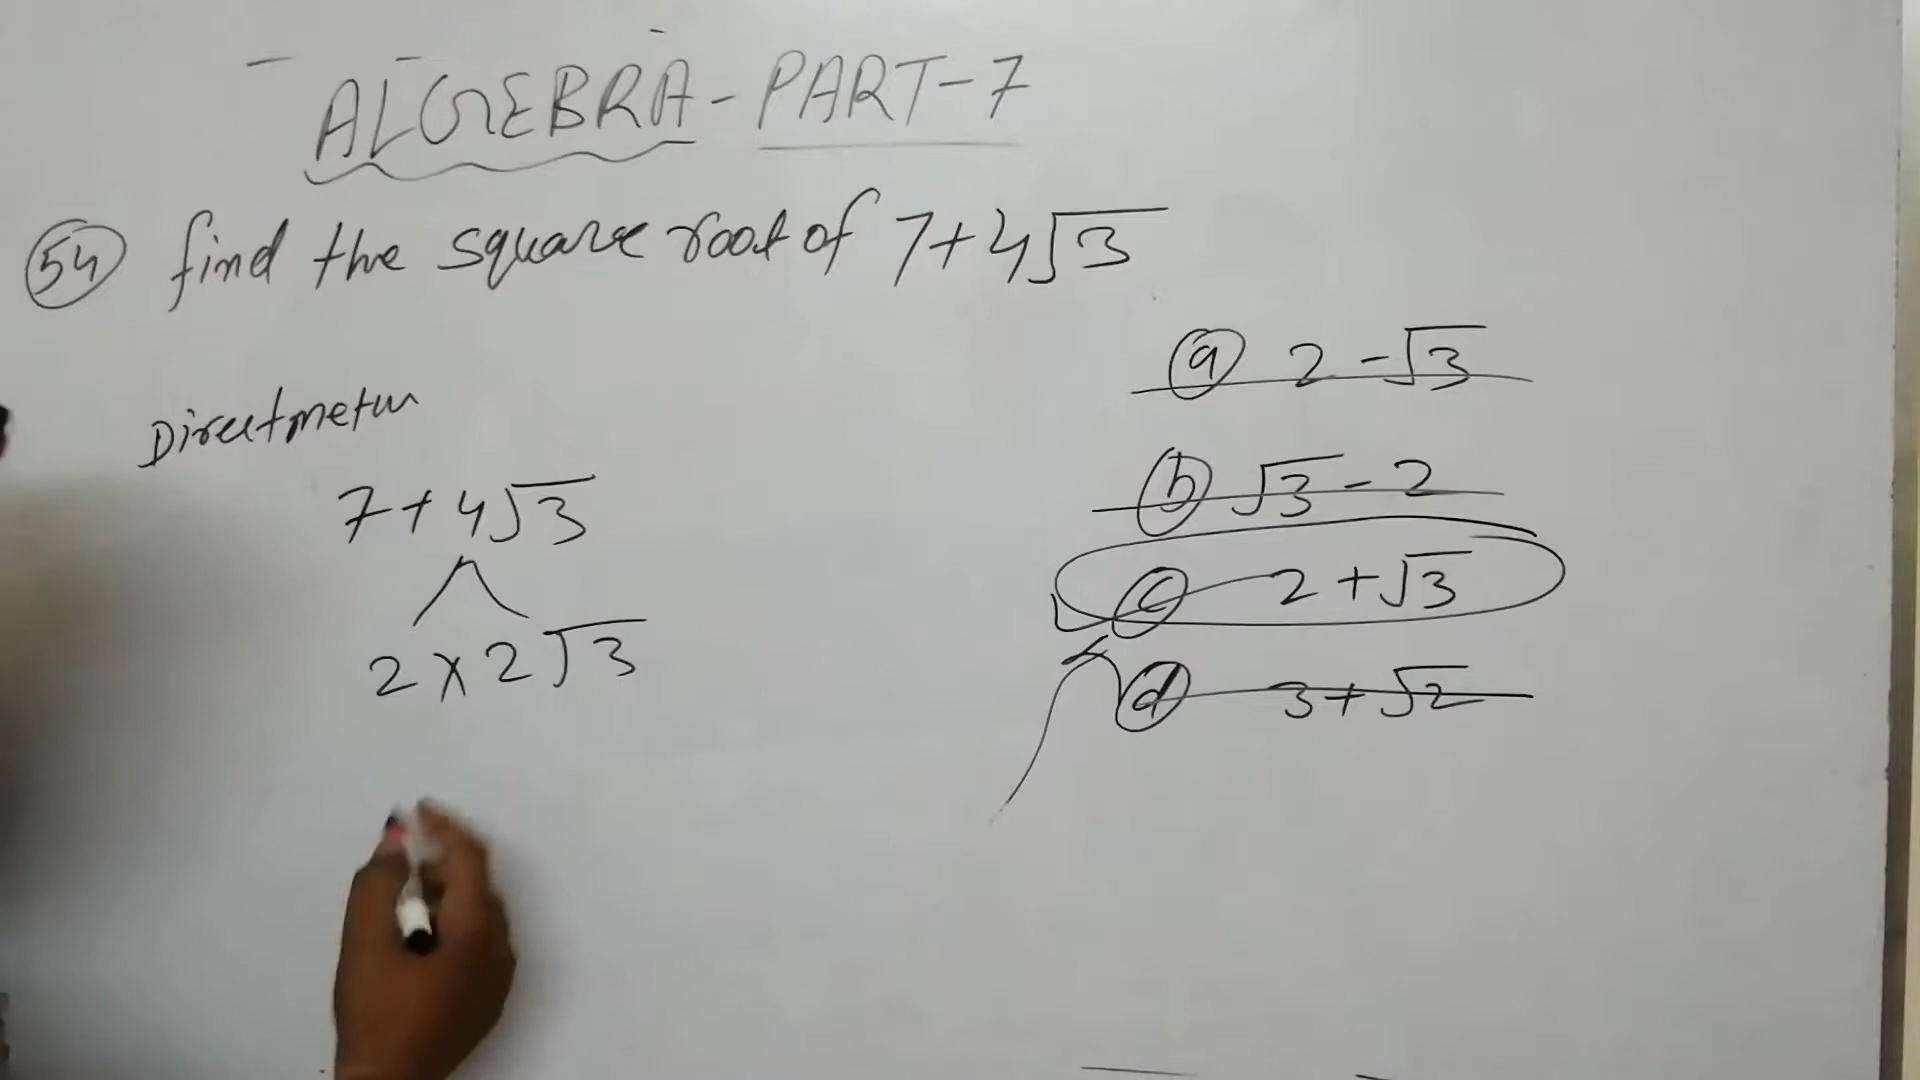 ALGEBRA - PART-7
54 find the square root of 7+4√3
Direct
7+4√3
2×2√3
a 2-√3
b √3-2
c 2+√3
d 3+√2